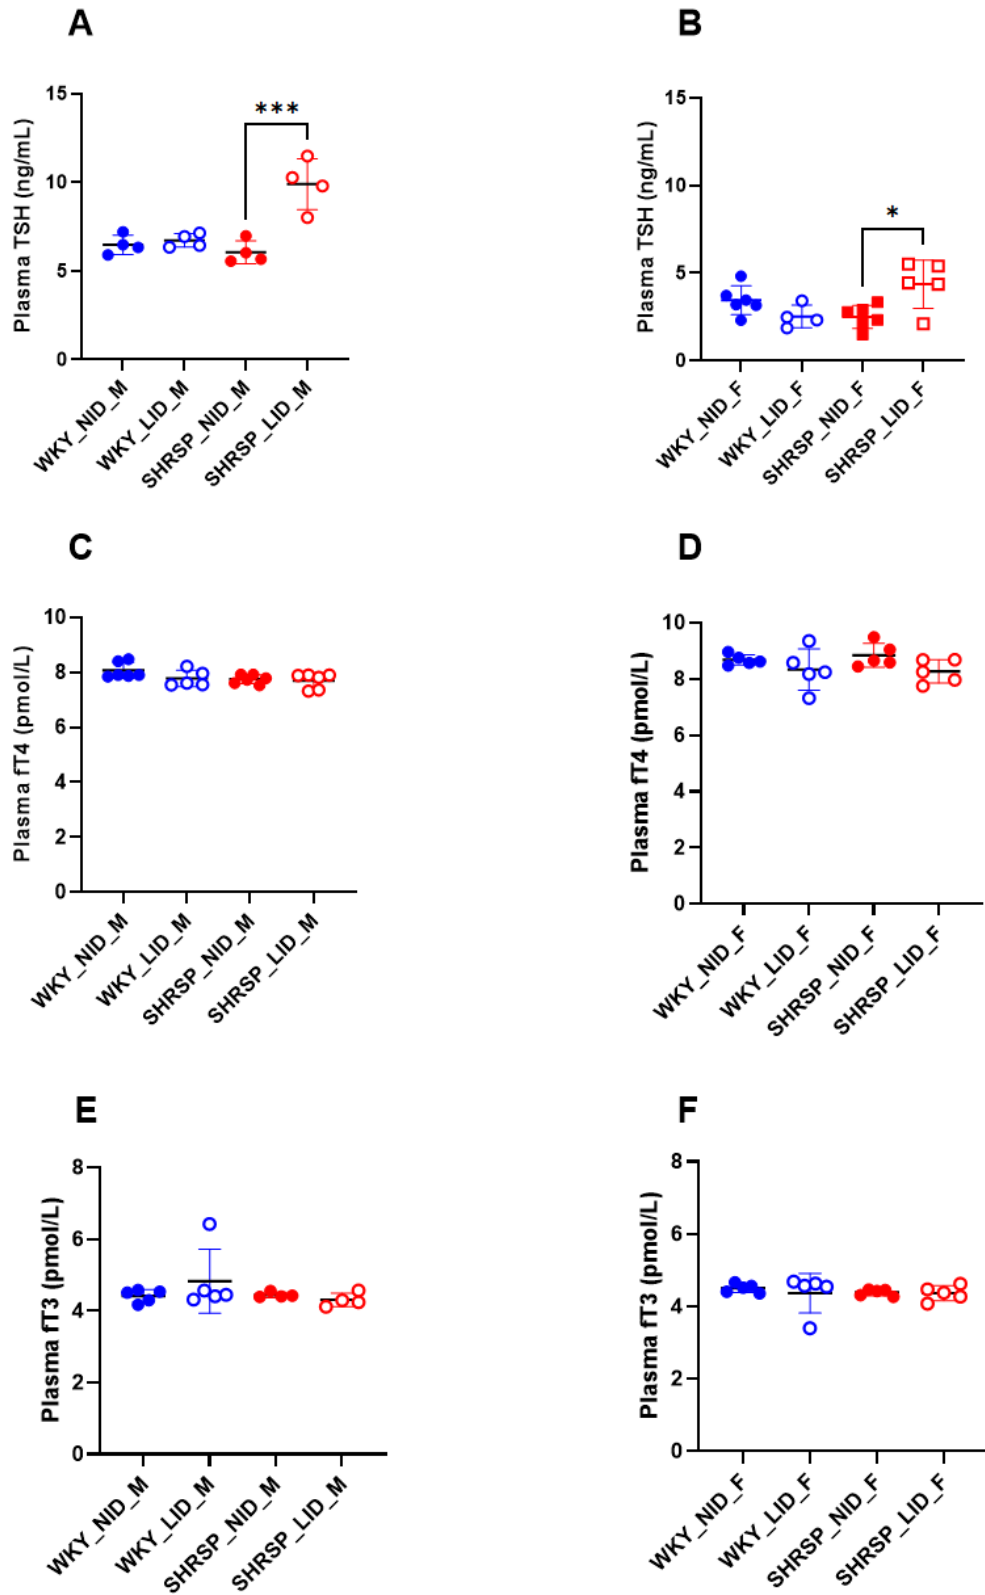 A
Plasma TSH (ng/mL)
15
10
5
0
***
WKY_NID_M
WKY_LID_M
SHRSP_NID_M
SHRSP_LID_M
B
Plasma TSH (ng/mL)
15
10
5
0
*
WKY_NID_F
WKY_LID_F
SHRSP_NID_F
SHRSP_LID_F
C
Plasma fT4 (pmol/L)
10
8
6
4
2
0
WKY_NID_M
WKY_LID_M
SHRSP_NID_M
SHRSP_LID_M
D
Plasma fT4 (pmol/L)
10
8
6
4
2
0
WKY_NID_F
WKY_LID_F
SHRSP_NID_F
SHRSP_LID_F
E
Plasma fT3 (pmol/L)
8
6
4
2
0
WKY_NID_M
WKY_LID_M
SHRSP_NID_M
SHRSP_LID_M
F
Plasma fT3 (pmol/L)
8
6
4
2
0
WKY_NID_F
WKY_LID_F
SHRSP_NID_F
SHRSP_LID_F